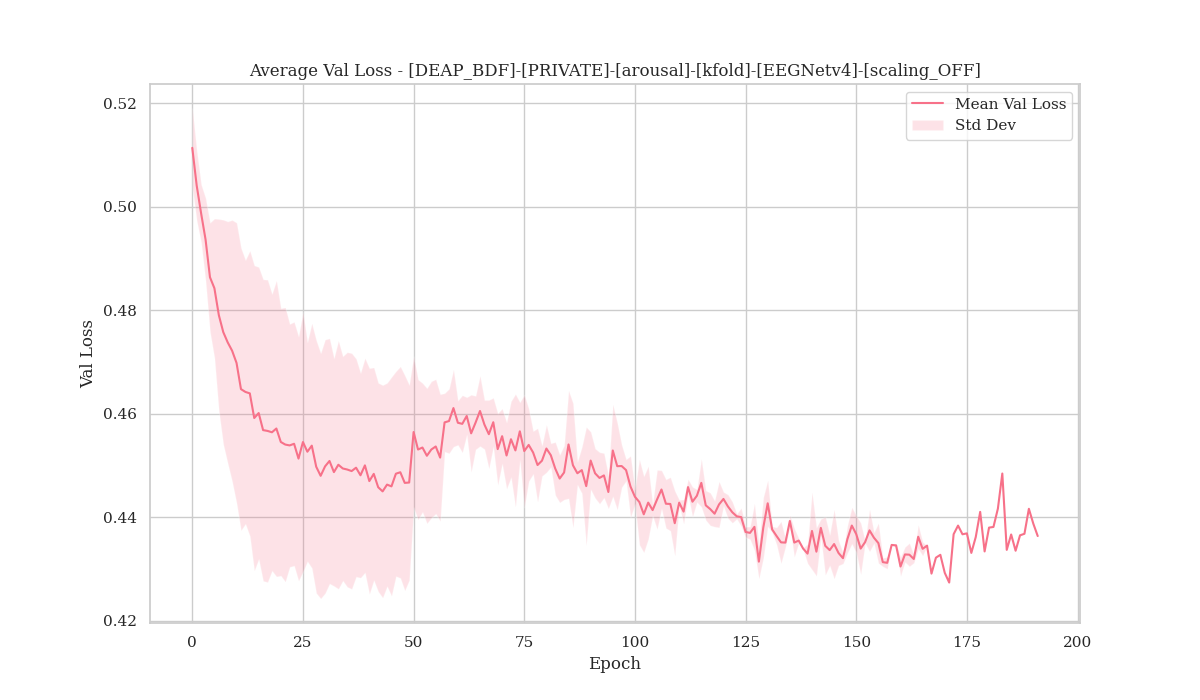 Average Val Loss - [DEAP_BDF]-[PRIVATE]-[arousal]-[kfold]-[EEGNetv4]-[scaling_OFF]
Mean Val Loss
Std Dev
0.52
0.50
0.48
0.46
0.44
0.42
Val Loss
0 25 50 75 100 125 150 175 200
Epoch